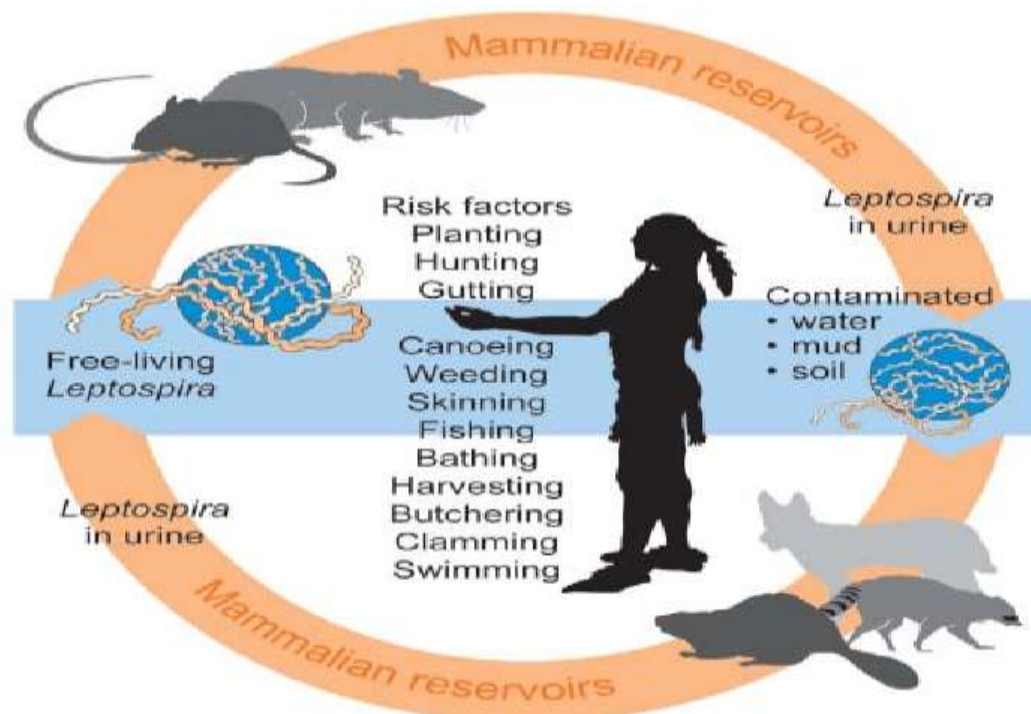 Mammalian reservoirs
Leptospira
in urine
Risk factors
Planting
Hunting
Gutting
Canoeing
Weeding
Skinning
Fishing
Bathing
Harvesting
Butchering
Clamming
Swimming
Contaminated
• water
• mud
• soil
Free-living
Leptospira
Leptospira
in urine
Mammalian reservoirs